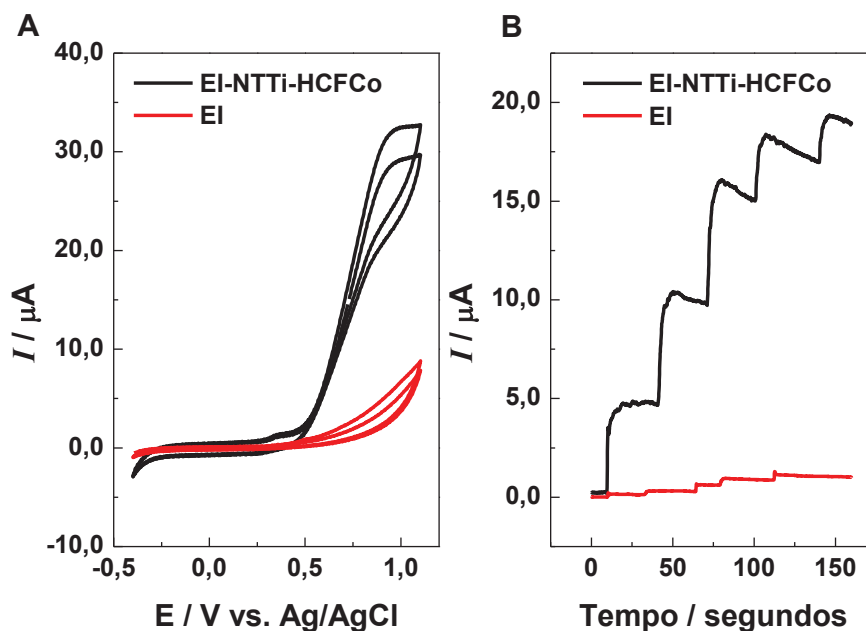 A
40,0
30,0
20,0
10,0
0,0
-10,0
I / μA
EI-NTTi-HCFCo
EI
-0,5
0,0
0,5
1,0
E / V vs. Ag/AgCl
B
20,0
15,0
10,0
5,0
0,0
I / μA
EI-NTTi-HCFCo
EI
0
50
100
150
Tempo / segundos